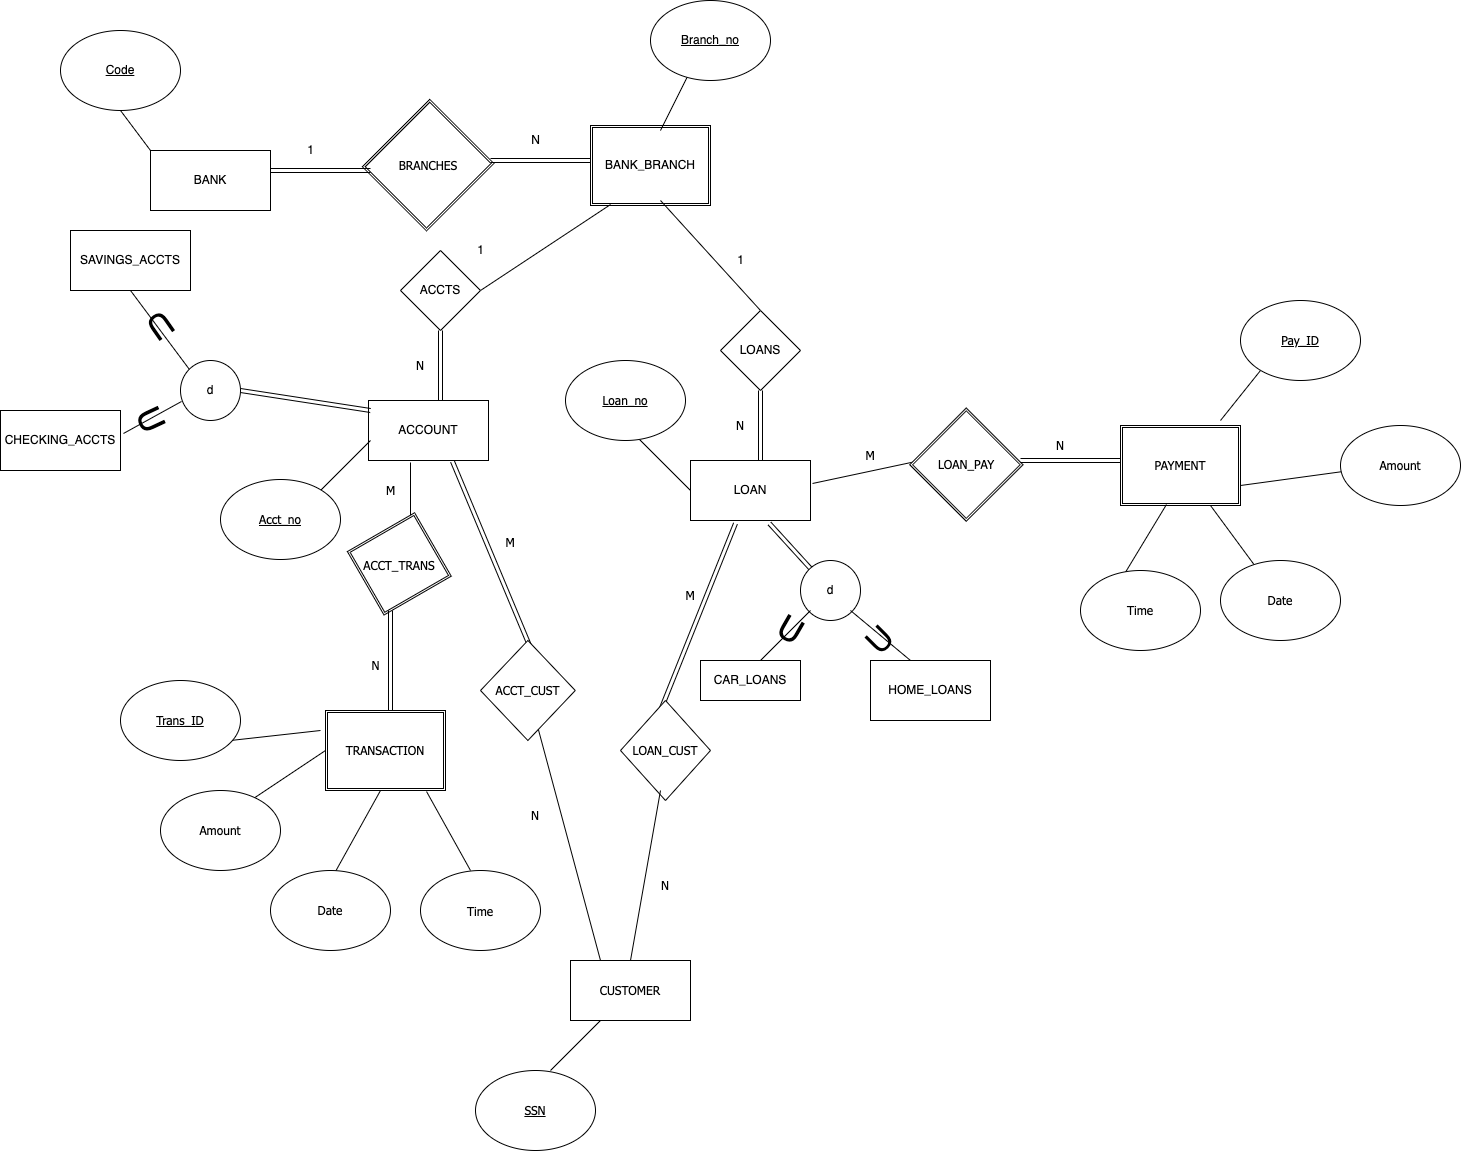 Branch_no
Code
1
N
BRANCHES
BANK_BRANCH
BANK
SAVINGS_ACCTS
1
1
ACCTS
LOANS
Pay_ID
N
d
Loan_no
CHECKING_ACCTS
ACCOUNT
N
M
N
LOAN_PAY
PAYMENT
Amount
LOAN
M
Acct_no
M
ACCT_TRANS
M
d
Time
Date
N
CAR_LOANS
HOME_LOANS
ACCT_CUST
Trans_ID
TRANSACTION
LOAN_CUST
Amount
N
N
Date
Time
CUSTOMER
SSN